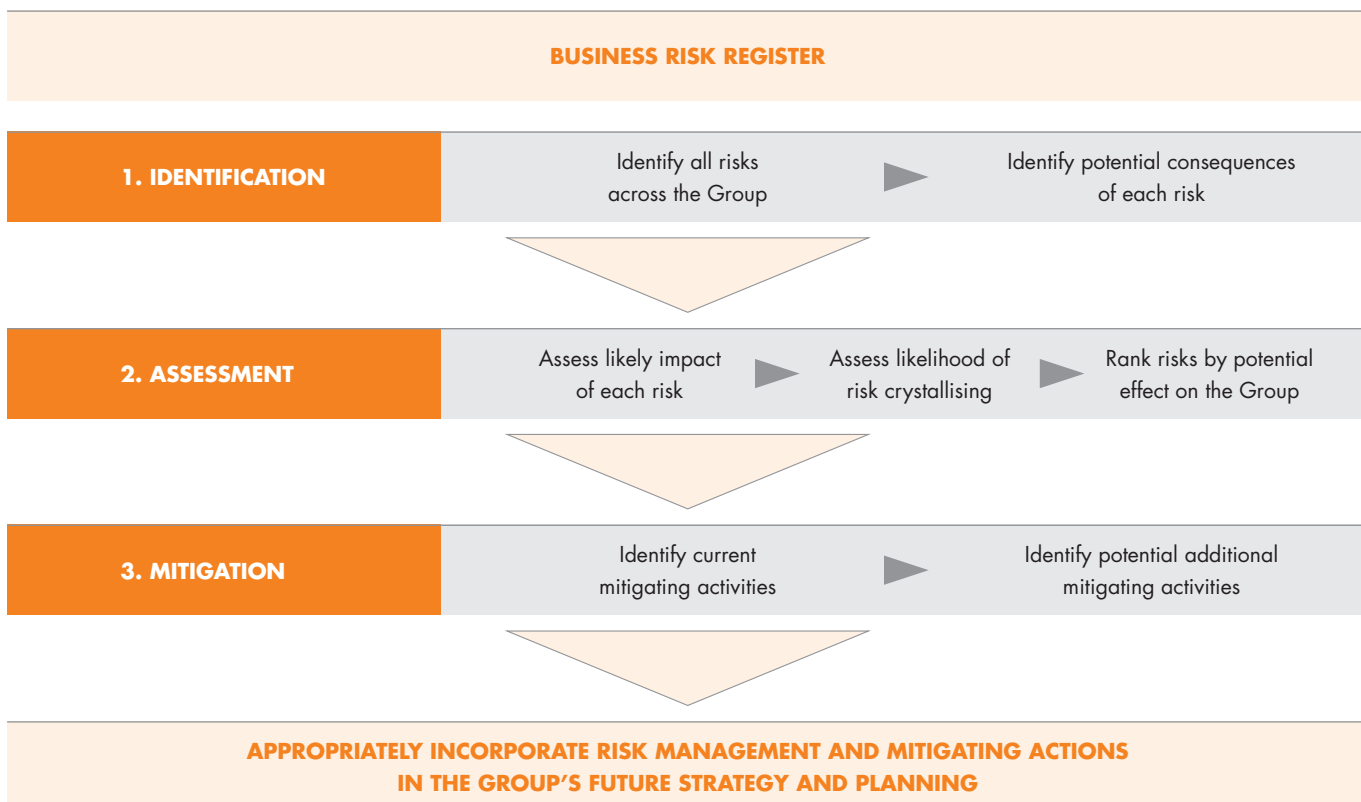 BUSINESS RISK REGISTER
1. IDENTIFICATION
Identify all risks
across the Group
Identify potential consequences
of each risk
2. ASSESSMENT
Assess likely impact
of each risk
Assess likelihood of
risk crystallising
Rank risks by potential
effect on the Group
3. MITIGATION
Identify current
mitigating activities
Identify potential additional
mitigating activities
APPROPRIATELY INCORPORATE RISK MANAGEMENT AND MITIGATING ACTIONS
IN THE GROUP’S FUTURE STRATEGY AND PLANNING